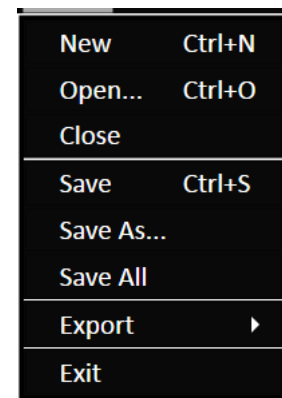 New Ctrl+N
Open... Ctrl+O
Close
Save Ctrl+S
Save As...
Save All
Export
Exit